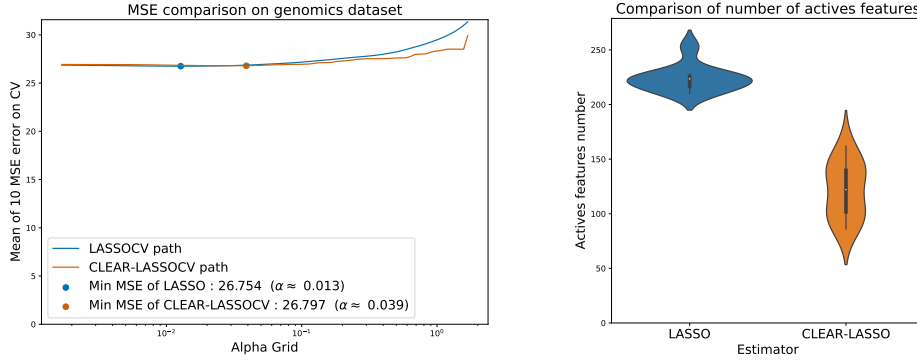 MSE comparison on genomics dataset
Mean of 10 MSE error on CV
30
25
20
15
10
5
0
LASSOCV path
CLEAR-LASSOCV path
Min MSE of LASSO : 26.754 (α ≈ 0.013)
Min MSE of CLEAR-LASSOCV : 26.797 (α ≈ 0.039)
10⁻² 10⁻¹ 10⁰
Alpha Grid
Comparison of number of actives features
Actives features number
250
200
150
100
50
0
LASSO CLEAR-LASSO
Estimator